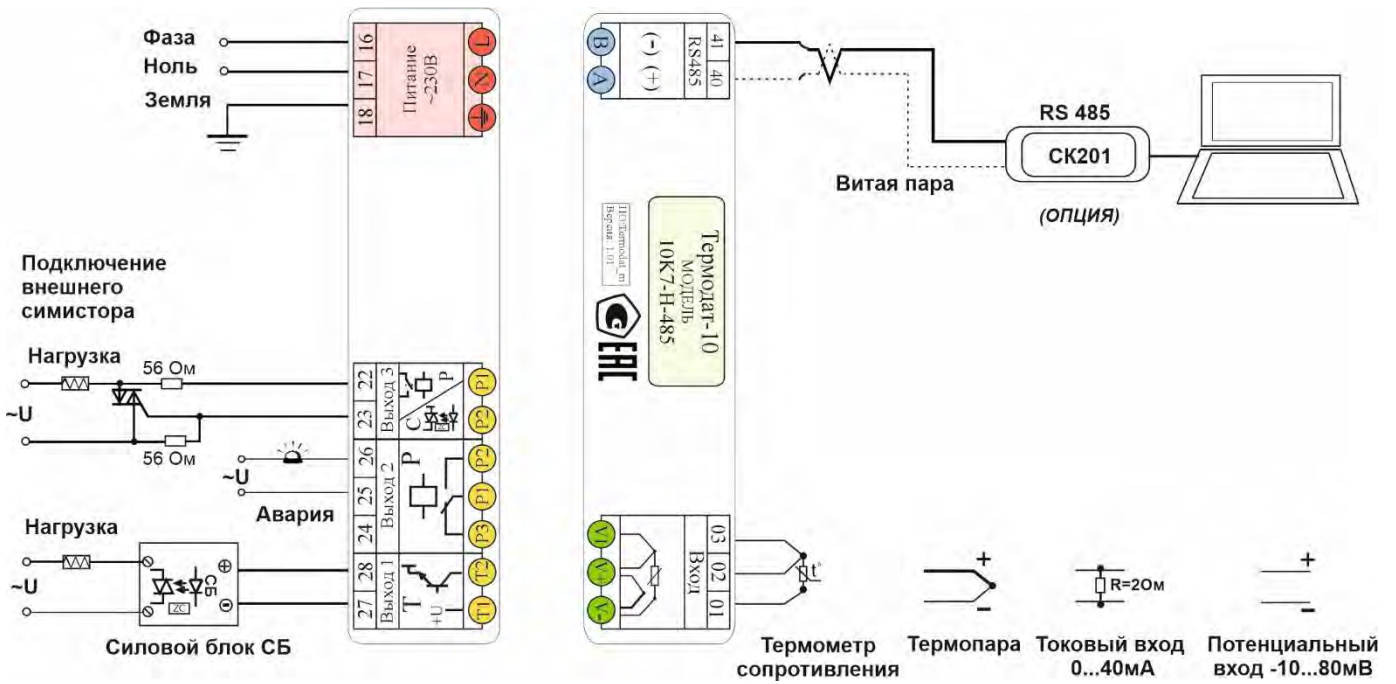 Фаза
Ноль
Земля
16
17
18
Питание
~230В
L
N
B
A
(-) (+)
RS485
41
40
RS 485
СК201
Витая пара
(ОПЦИЯ)
ПО:Termodat_m
Версия: 1.01
Термодат-10
МОДЕЛЬ
10К7-Н-485
ЕАС
Подключение
внешнего
симистора
Нагрузка
56 Ом
~U
56 Ом
22
23
Выход 3
Р
С
ZC
P1
P2
~U
Авария
26
25
24
Выход 2
Р
P2
P1
P3
Нагрузка
~U
СБ
ZC
Силовой блок СБ
28
27
Выход 1
Т
+U
T2
T1
VI
V+
V-
Вход
03
02
01
t°
Термометр
сопротивления
+
–
Термопара
R=2Ом
Токовый вход
0...40мА
+
–
Потенциальный
вход -10...80мВ